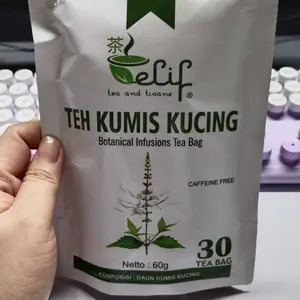 茶
elif
tea and tisane ®
TEH KUMIS KUCING
Botanical Infusions Tea Bag
CAFFEINE FREE
Netto : 60g
30
TEA BAG
KOMPOSISI : DAUN KUMIS KUCING